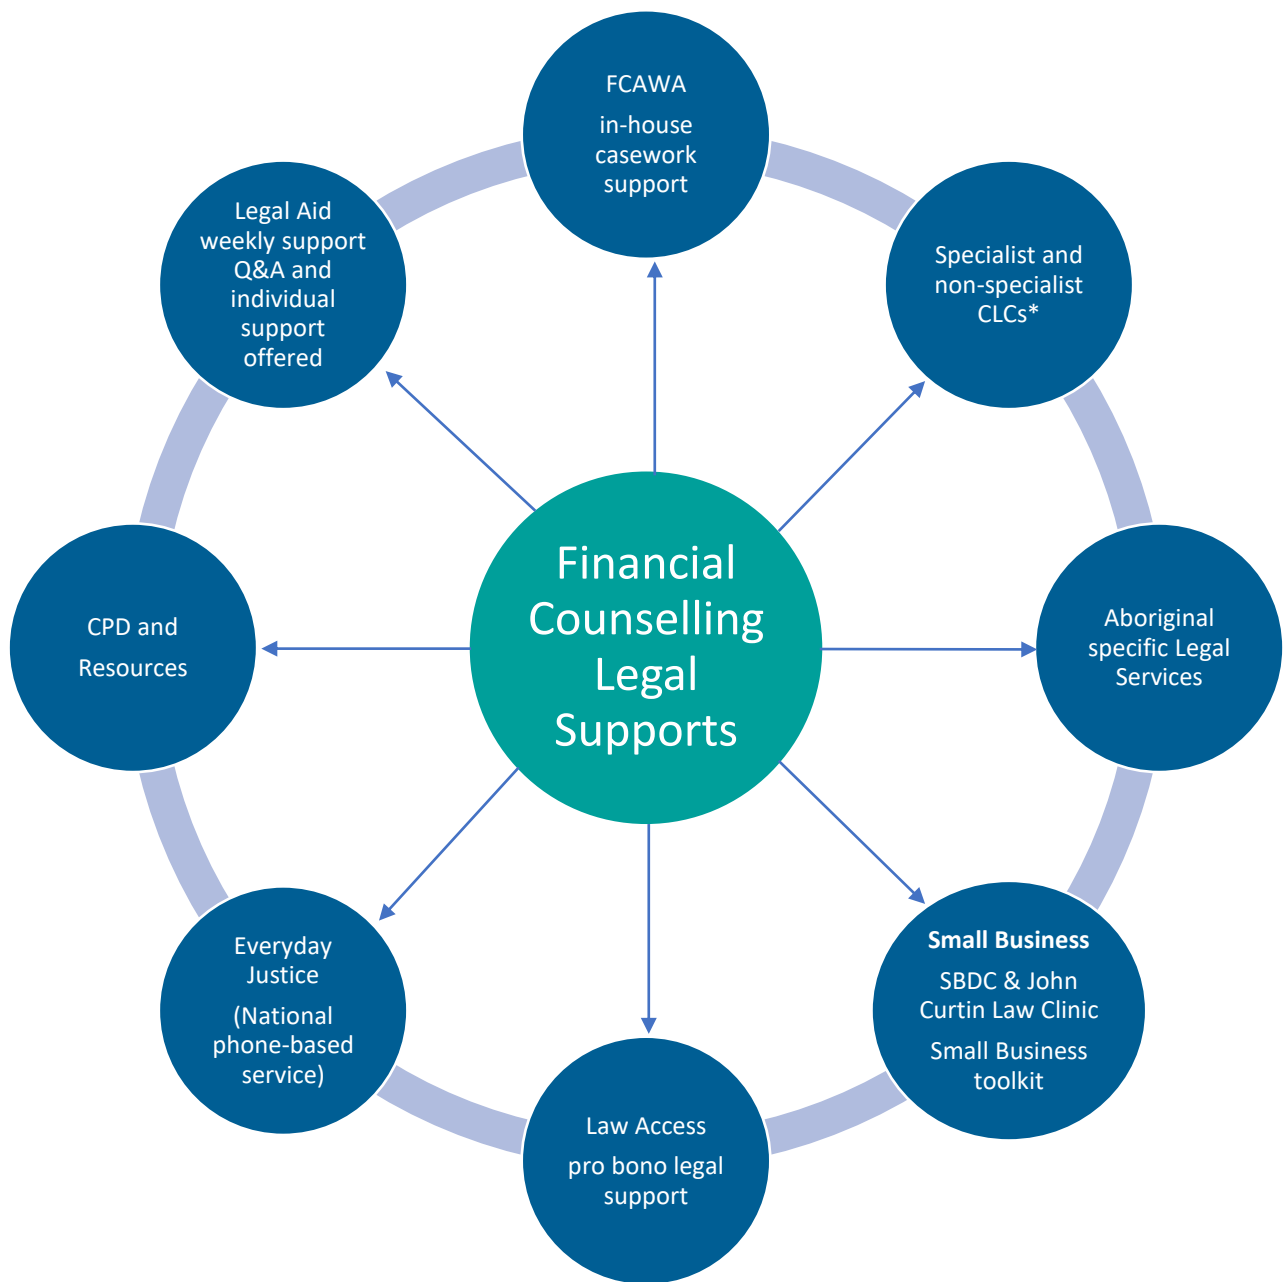 FCAWA
in-house
casework
support
Legal Aid
weekly support
Q&A and
individual
support
offered
Specialist and
non-specialist
CLCs*
Financial
Counselling
Legal
Supports
CPD and
Resources
Aboriginal
specific Legal
Services
Everyday
Justice
(National
phone-based
service)
Small Business
SBDC & John
Curtin Law Clinic
Small Business
toolkit
Law Access
pro bono legal
support